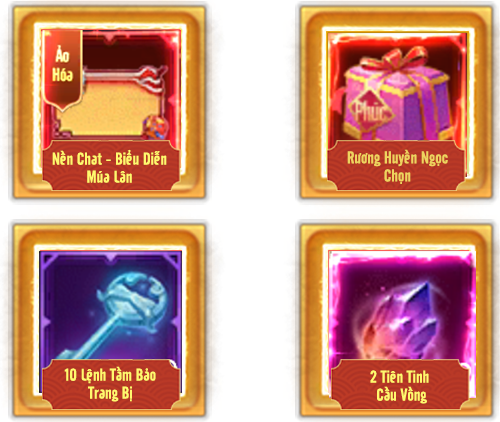 Ảo
Hóa
Nền Chat - Biểu Diễn
Múa Lân
Phúc
Rương Huyền Ngọc
Chọn
10 Lệnh Tầm Bảo
Trang Bị
2 Tiên Tinh
Cầu Vồng